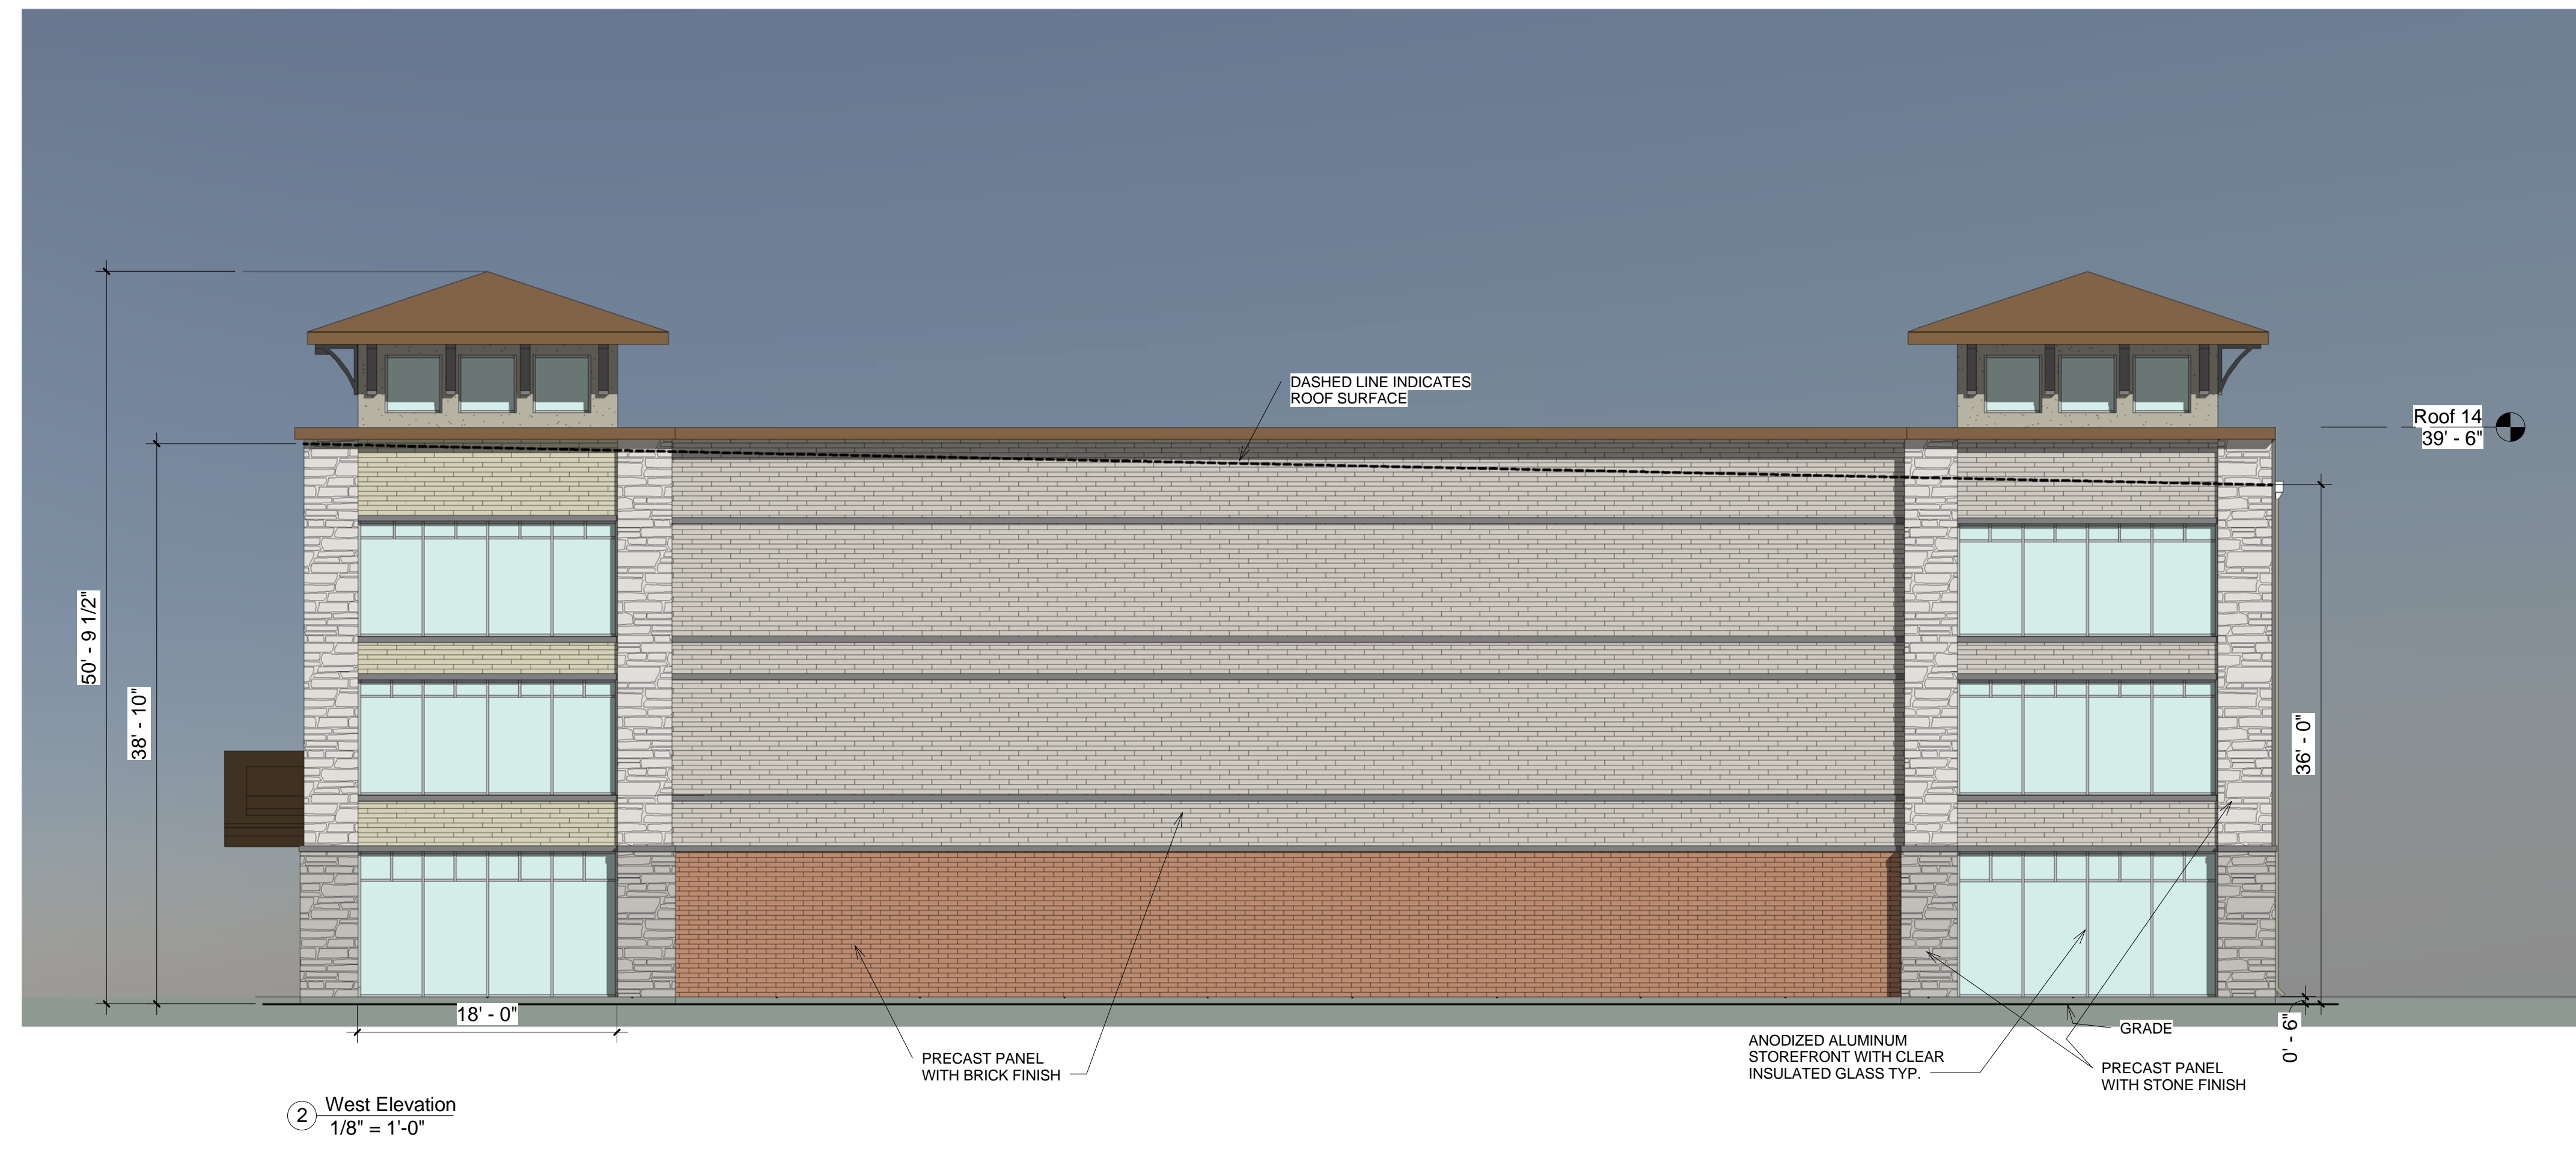 DASHED LINE INDICATES
ROOF SURFACE
Roof 14
39' - 6"
50' - 9 1/2"
38' - 10"
36' - 0"
18' - 0"
0' - 6"
GRADE
PRECAST PANEL
WITH BRICK FINISH
ANODIZED ALUMINUM
STOREFRONT WITH CLEAR
INSULATED GLASS TYP.
PRECAST PANEL
WITH STONE FINISH
2
West Elevation
1/8" = 1'-0"